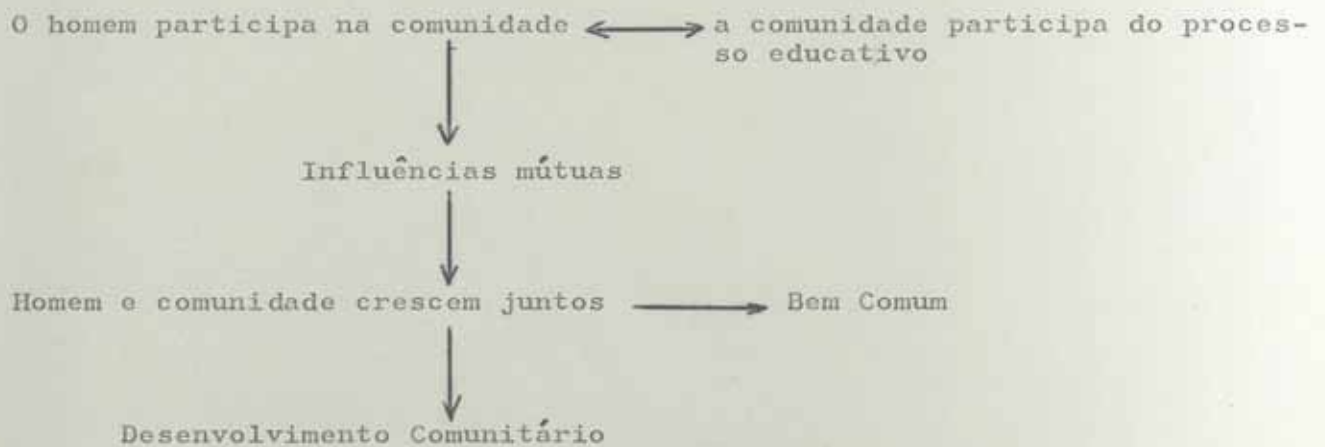 O homem participa na comunidade ⟷ a comunidade participa do proces-
so educativo
Influências mútuas
Homem e comunidade crescem juntos ⟶ Bem Comum
Desenvolvimento Comunitário